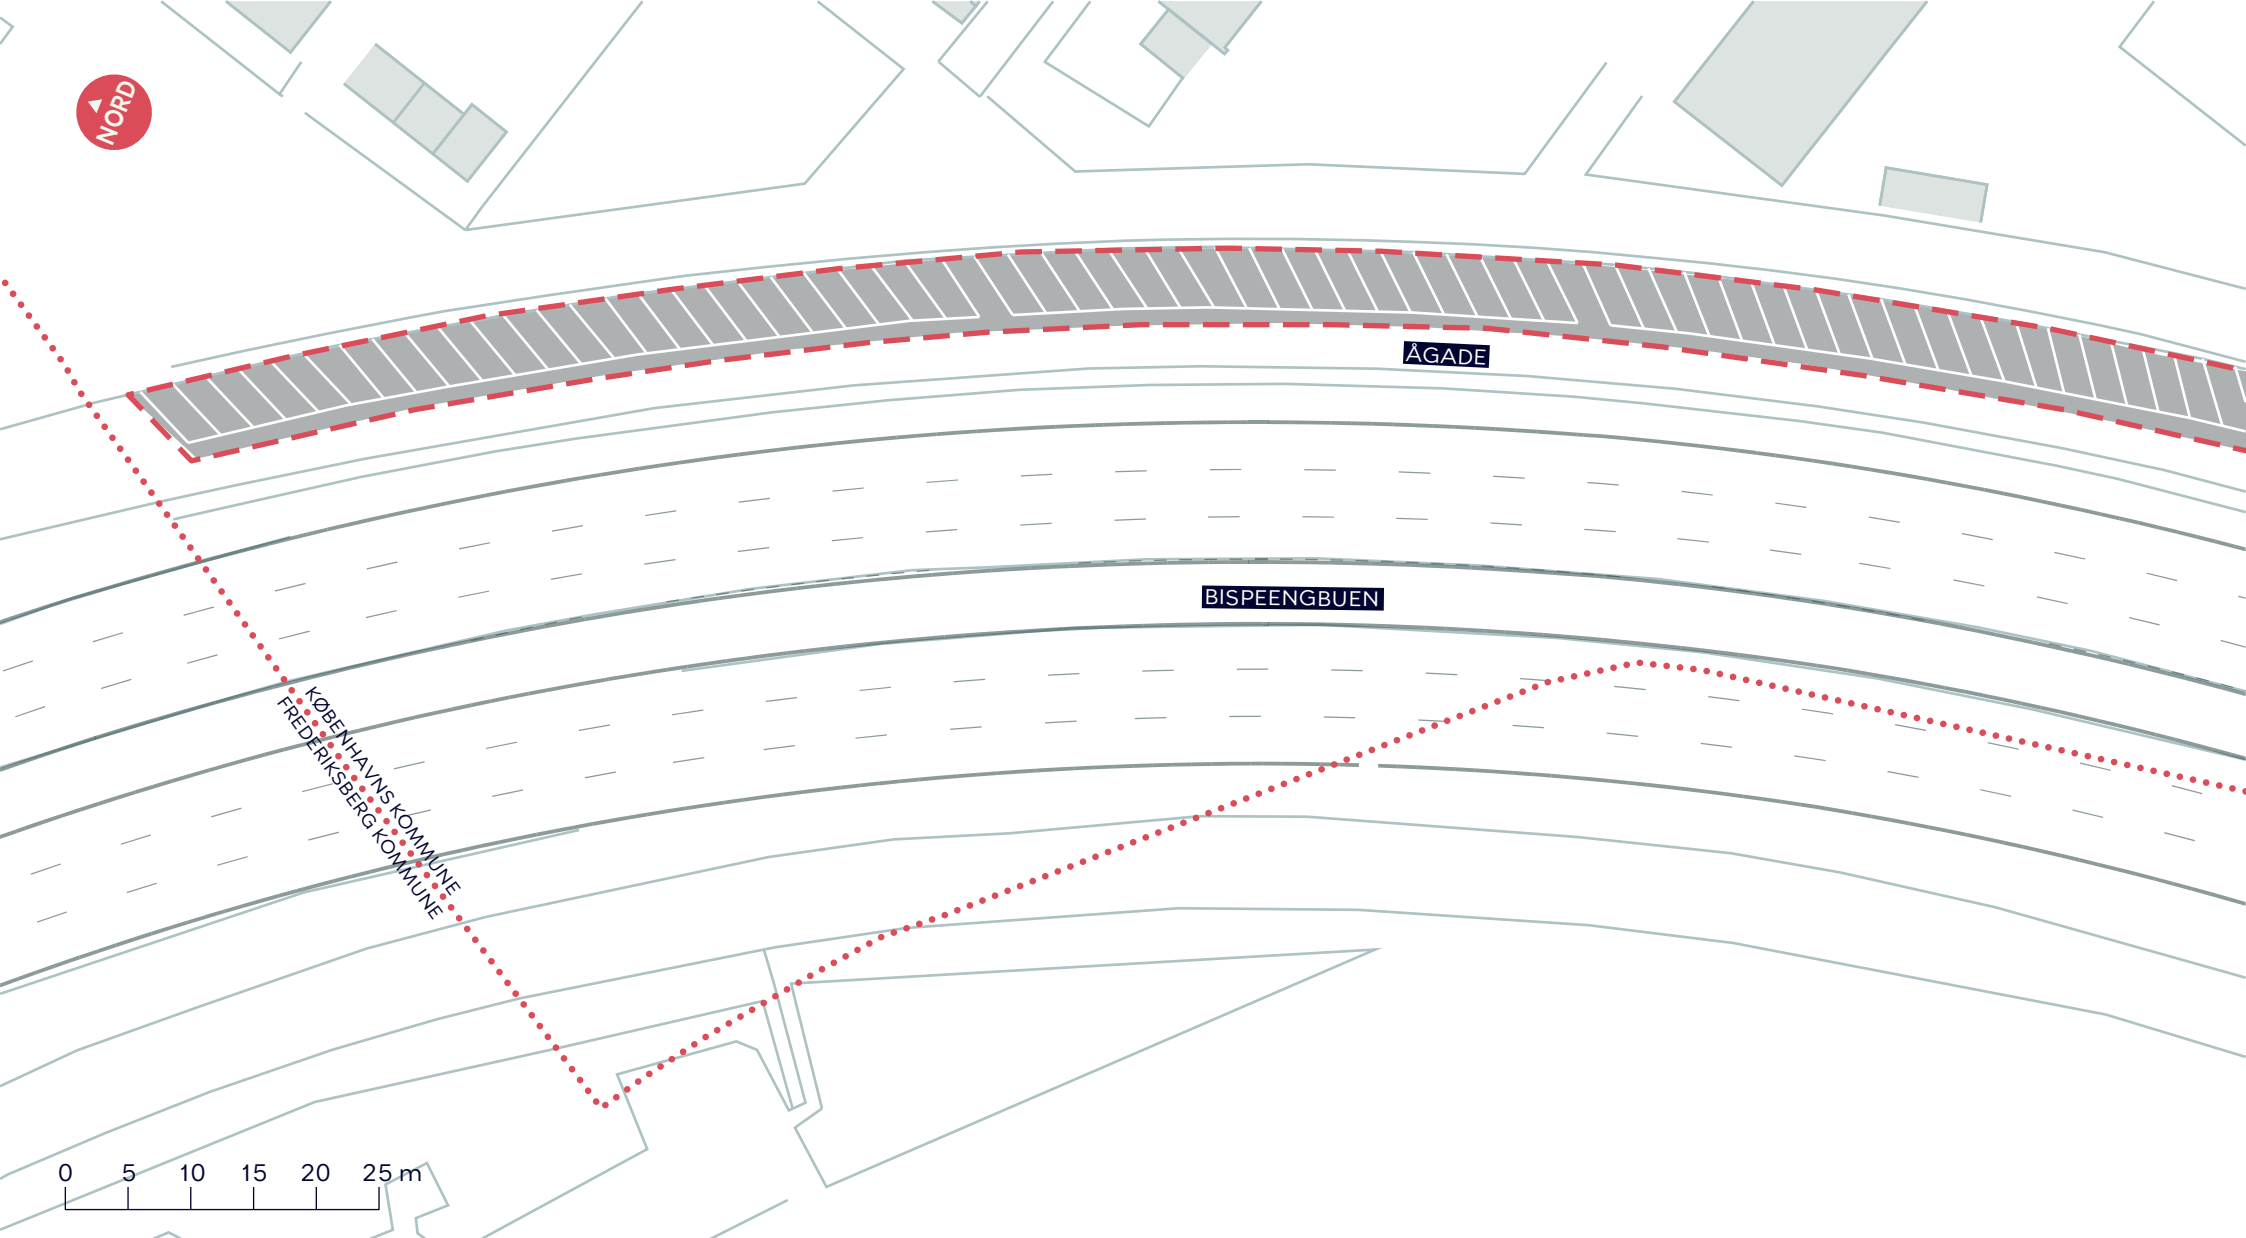 NORD
ÅGADE
BISPEENGBUEN
KØBENHAVNS KOMMUNE
FREDERIKSBERG KOMMUNE
0 5 10 15 20 25 m